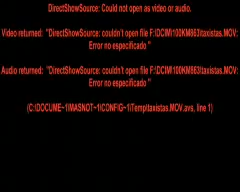 DirectShowSource: Could not open as video or audio.
Video returned: "DirectShowSource: couldn't open file F:\DCIM\100KM863\taxistas.MOV:
Error no especificado "
Audio returned: "DirectShowSource: couldn't open file F:\DCIM\100KM863\taxistas.MOV:
Error no especificado "
(C:\DOCUME~1\MASNOT~1\CONFIG~1\Temp\taxistas.MOV.avs, line 1)